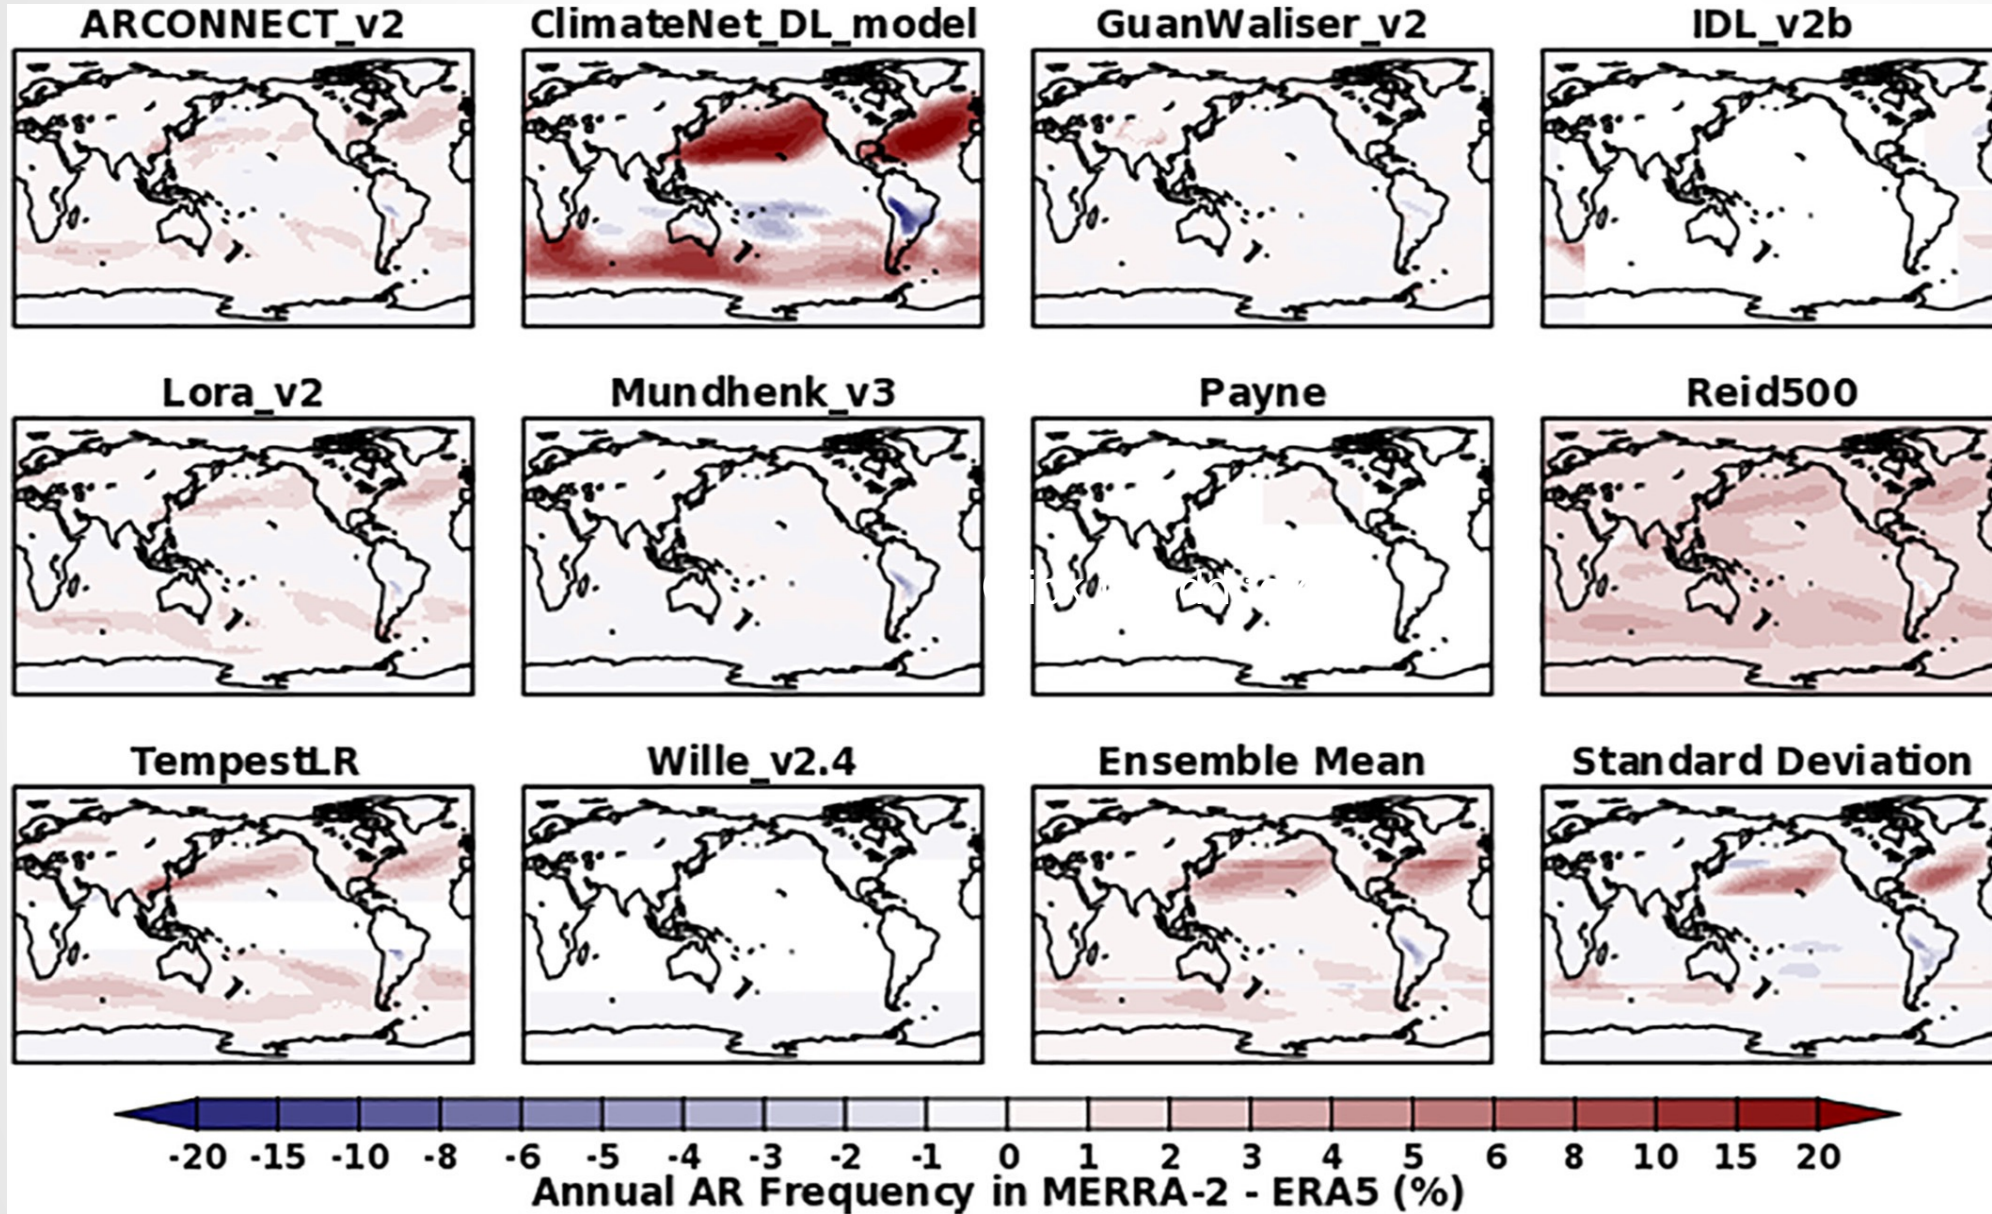 ARCONNECT_v2 ClimateNet_DL_model GuanWaliser_v2 IDL_v2b
Lora_v2 Mundhenk_v3 Payne Reid500
TempestLR Wille_v2.4 Ensemble Mean Standard Deviation
-20 -15 -10 -8 -6 -5 -4 -3 -2 -1 0 1 2 3 4 5 6 8 10 15 20
Annual AR Frequency in MERRA-2 - ERA5 (%)